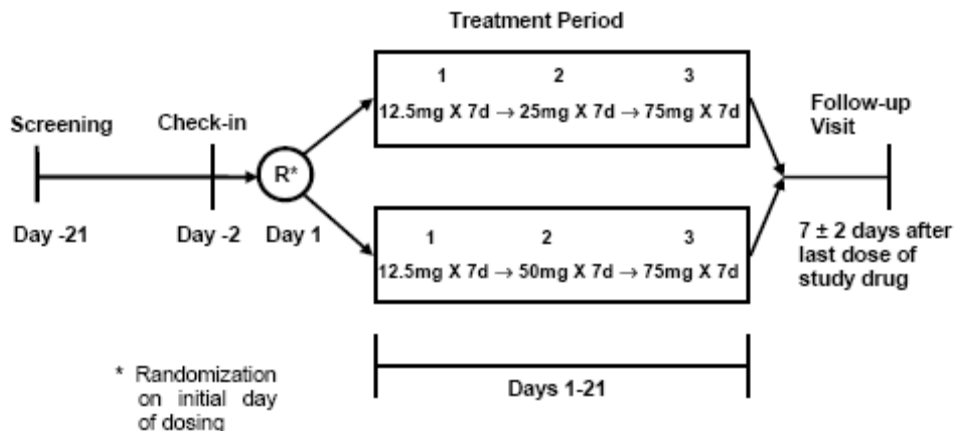 Treatment Period
1 2 3
12.5mg X 7d → 25mg X 7d → 75mg X 7d
Screening
Check-in
R*
Day -21
Day -2
Day 1
1 2 3
12.5mg X 7d → 50mg X 7d → 75mg X 7d
Follow-up
Visit
7 ± 2 days after
last dose of
study drug
Days 1-21
* Randomization
on initial day
of dosing